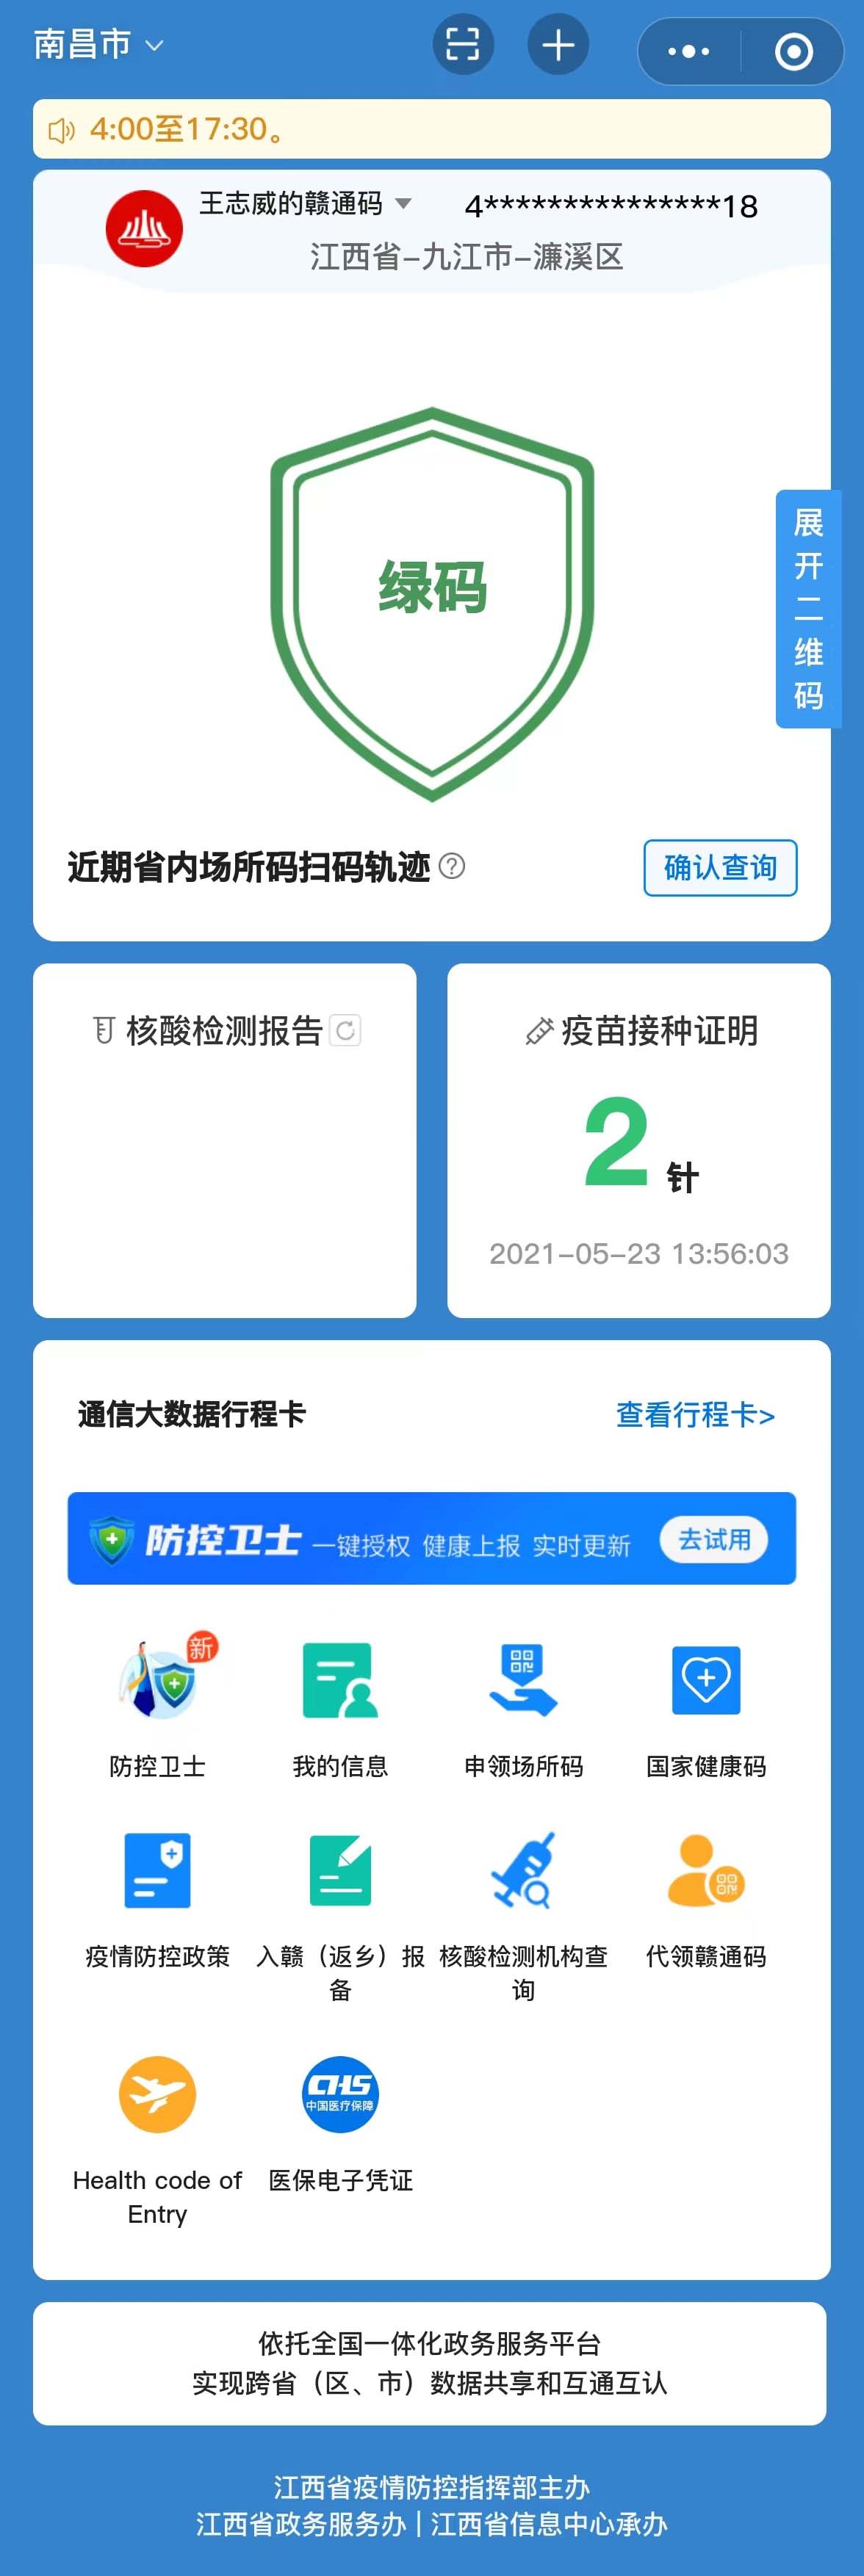 南昌市
4:00至17:30。
王志威的赣通码 4***************18
江西省-九江市-濂溪区
绿码
展开二维码
近期省内场所码扫码轨迹 ? 确认查询
核酸检测报告
疫苗接种证明
2 针
2021-05-23 13:56:03
通信大数据行程卡 查看行程卡>
防控卫士 一键授权 健康上报 实时更新 去试用
新
防控卫士 我的信息 申领场所码 国家健康码
疫情防控政策 入赣（返乡）报备 核酸检测机构查询 代领赣通码
CHS
中国医疗保障
Health code of
Entry
医保电子凭证
依托全国一体化政务服务平台
实现跨省（区、市）数据共享和互通互认
江西省疫情防控指挥部主办
江西省政务服务办 | 江西省信息中心承办